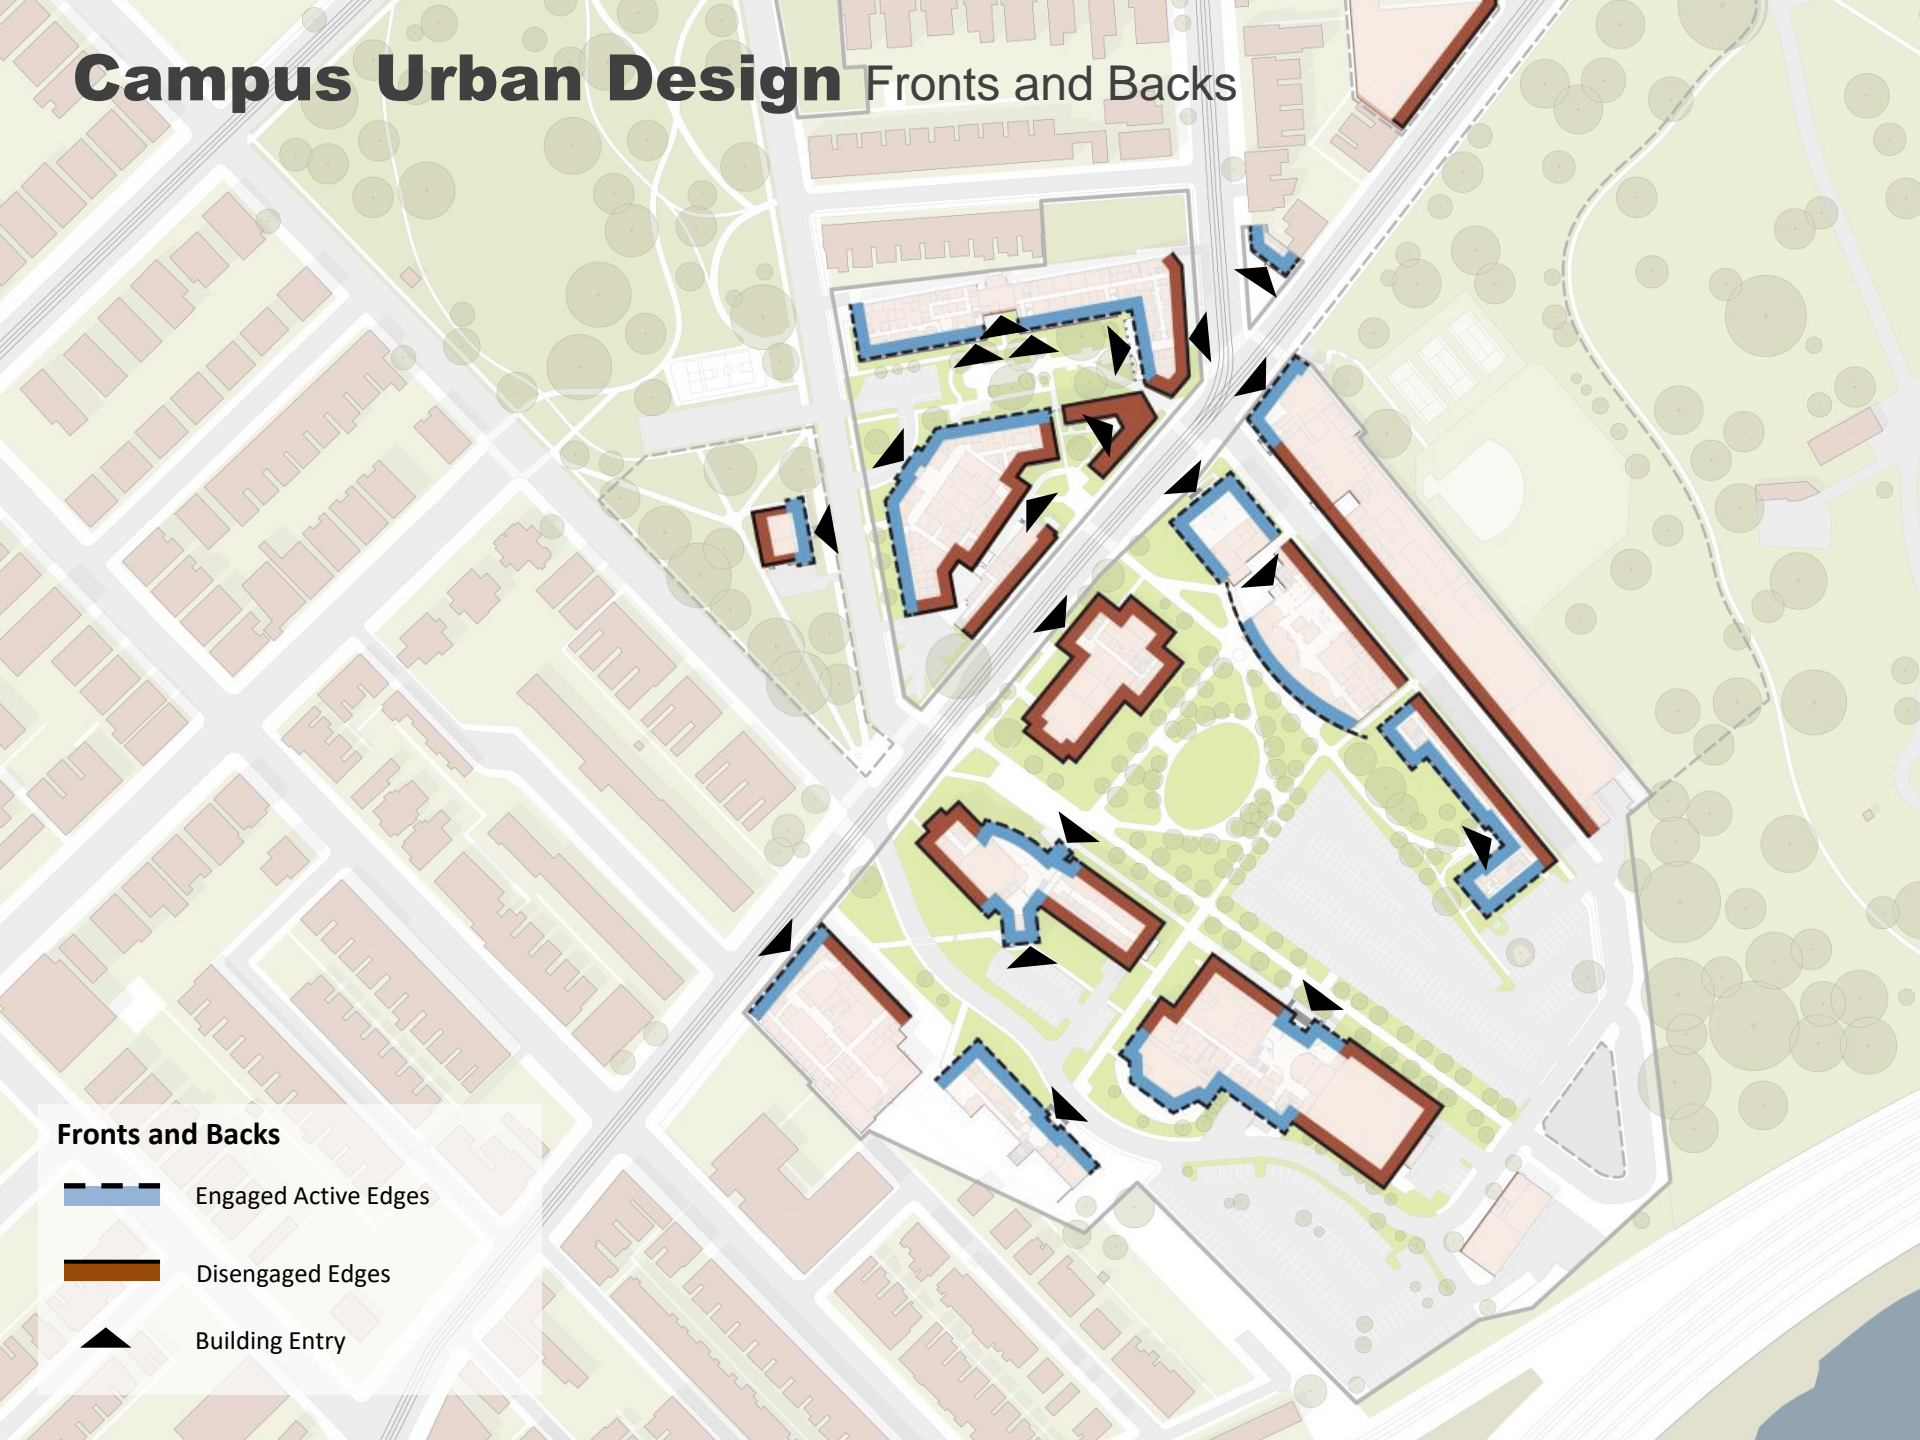 Campus Urban Design Fronts and Backs
Fronts and Backs
Engaged Active Edges
Disengaged Edges
Building Entry